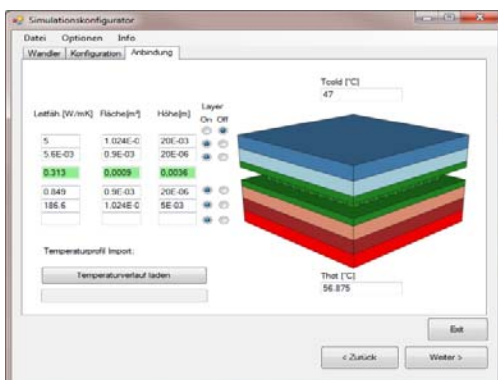 Simulationskonfigurator
Datei Optionen Info
Wandler Konfiguration Anbindung
Tcold [°C]
47
Layer
Leitfäh. [W/mK] Fläche[m²] Höhe[m] On Off
5 1.024E-0 20E-03
5.6E-03 0.9E-03 20E-06
0.313 0.0009 0.0036
0.849 0.9E-03 20E-06
186.6 1.024E-0 5E-03
Temperaturprofil Import:
Temperaturverlauf laden
Thot [°C]
56.875
Exit
< Zurück Weiter >